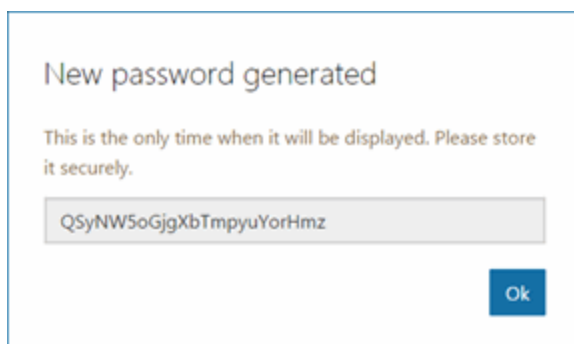 New password generated
This is the only time when it will be displayed. Please store
it securely.
QSyNW5oGjgXbTmpyuYorHmz
Ok